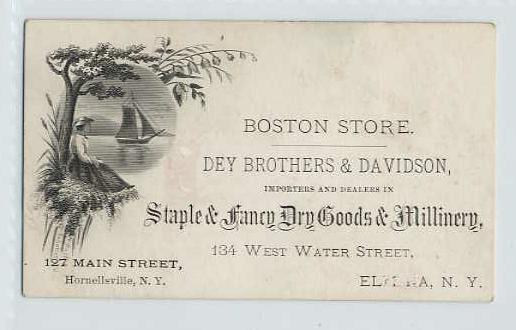 BOSTON STORE.
DEY BROTHERS & DAVIDSON,
IMPORTERS AND DEALERS IN
Staple & Fancy Dry Goods & Millinery,
134 WEST WATER STREET,
127 MAIN STREET,
Hornellsville, N. Y.
N. Y.